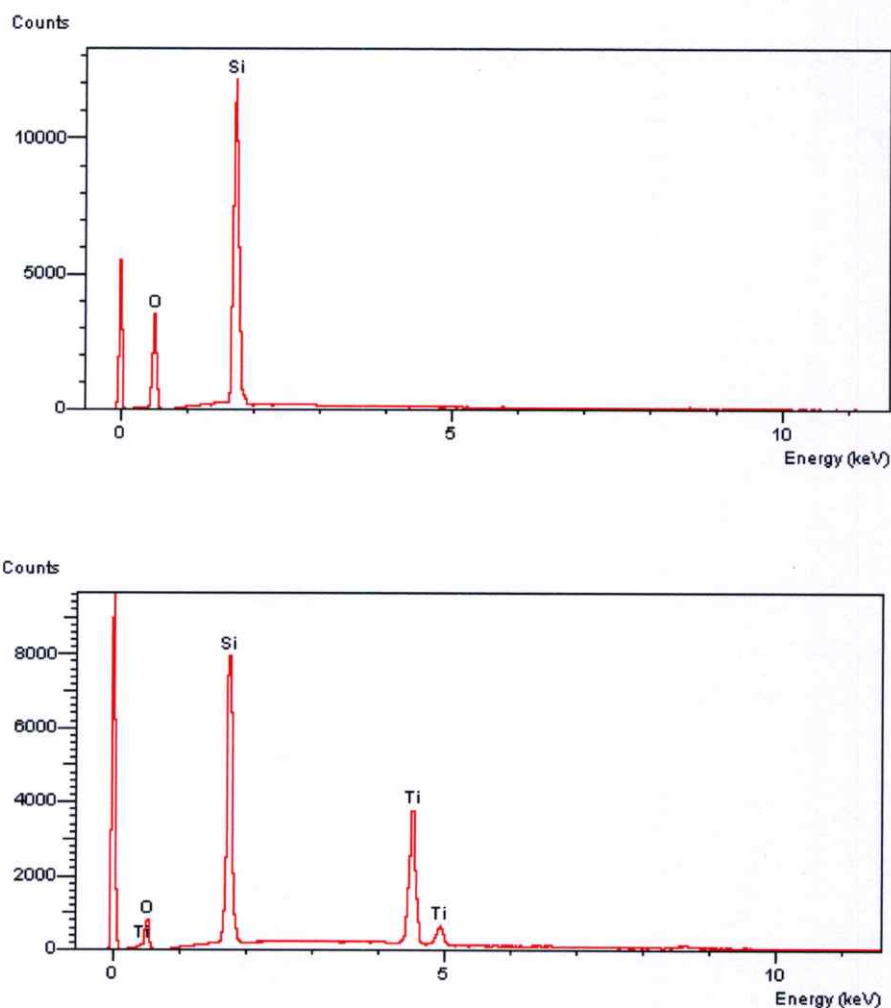 Counts
Si
10000
5000
O
0
0 5 10
Energy (keV)
Counts
Si
8000
6000
4000
Ti
2000
O
Ti
Ti
0
0 5 10
Energy (keV)